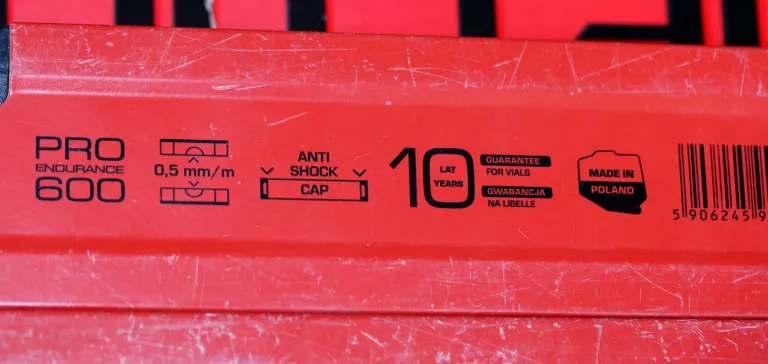 PRO
ENDURANCE
600
0,5 mm/m
ANTI
SHOCK
CAP
10
LAT
YEARS
GUARANTEE
FOR VIALS
GWARANCJA
NA LIBELLE
MADE IN
POLAND
5 906245 9